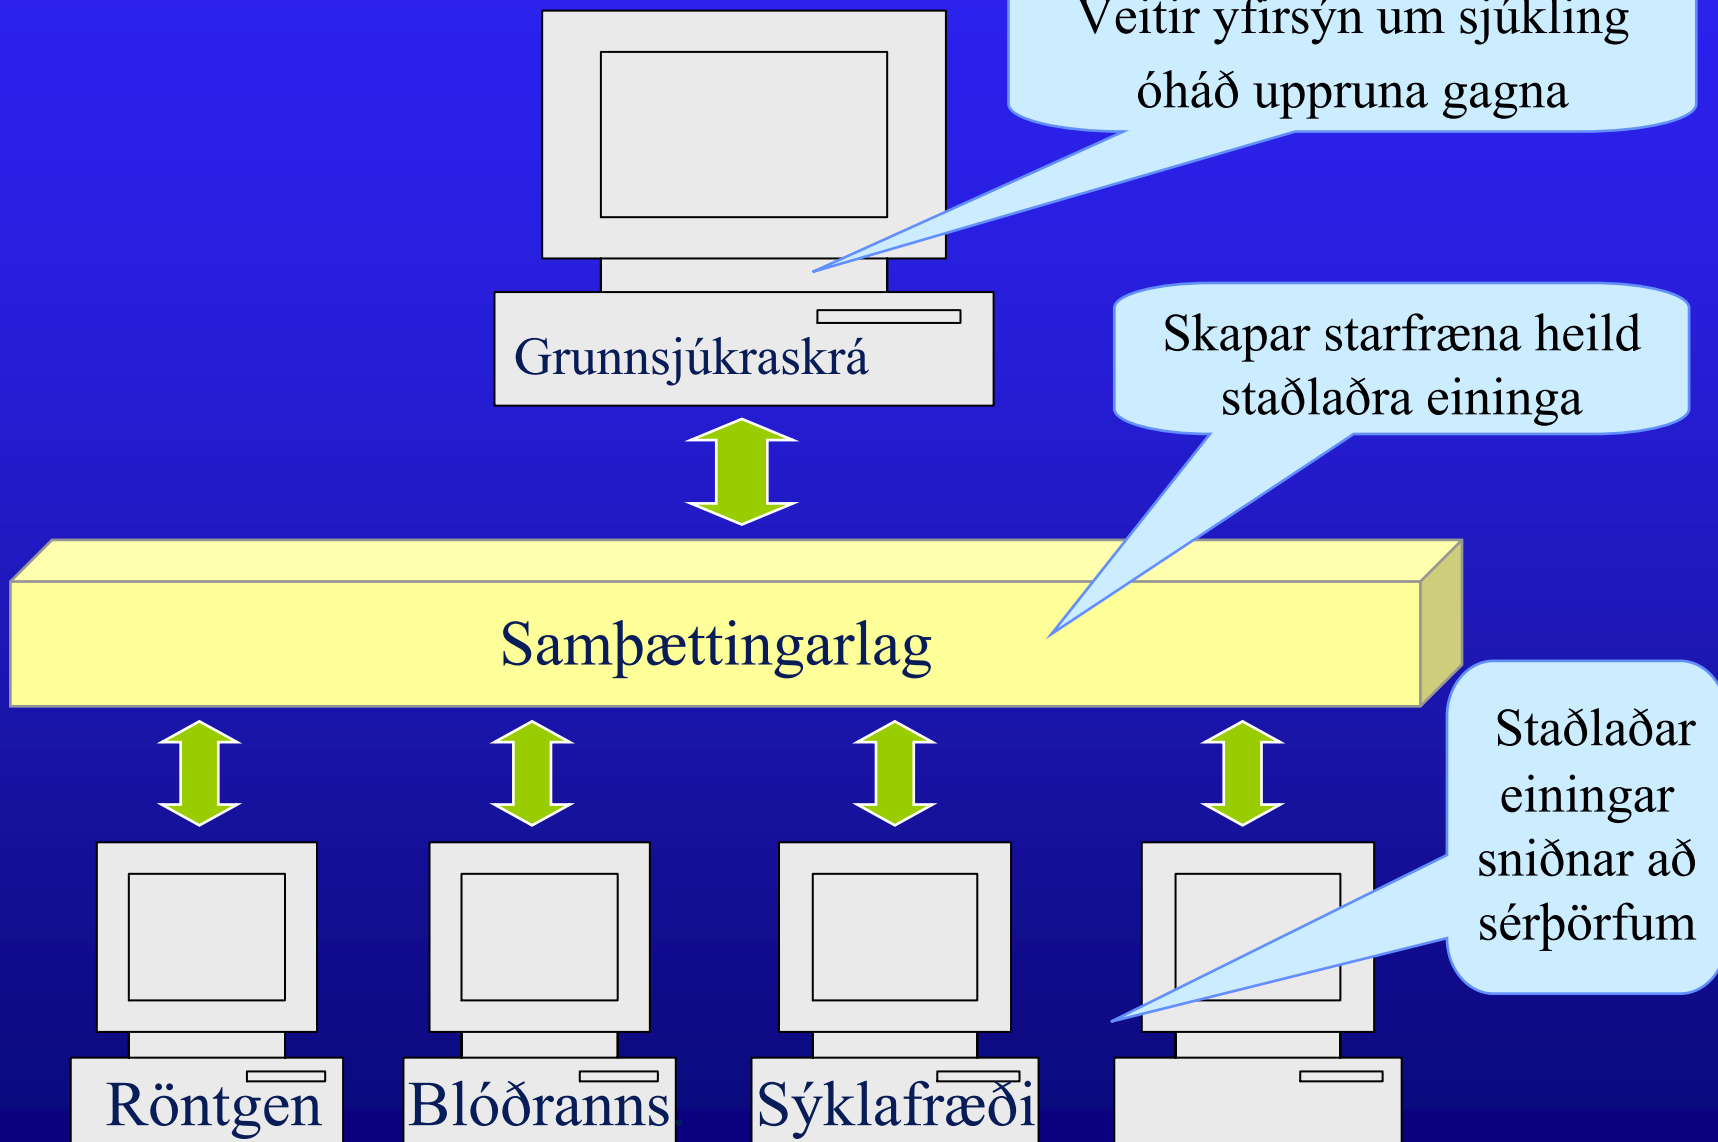 Veitir yfirsýn um sjúkling
óháð uppruna gagna
Grunnsjúkraskrá
Skapar starfræna heild
staðlaðra eininga
Samþættingarlag
Staðlaðar
einingar
sniðnar að
sérþörfum
Röntgen
Blóðranns.
Sýklafræði